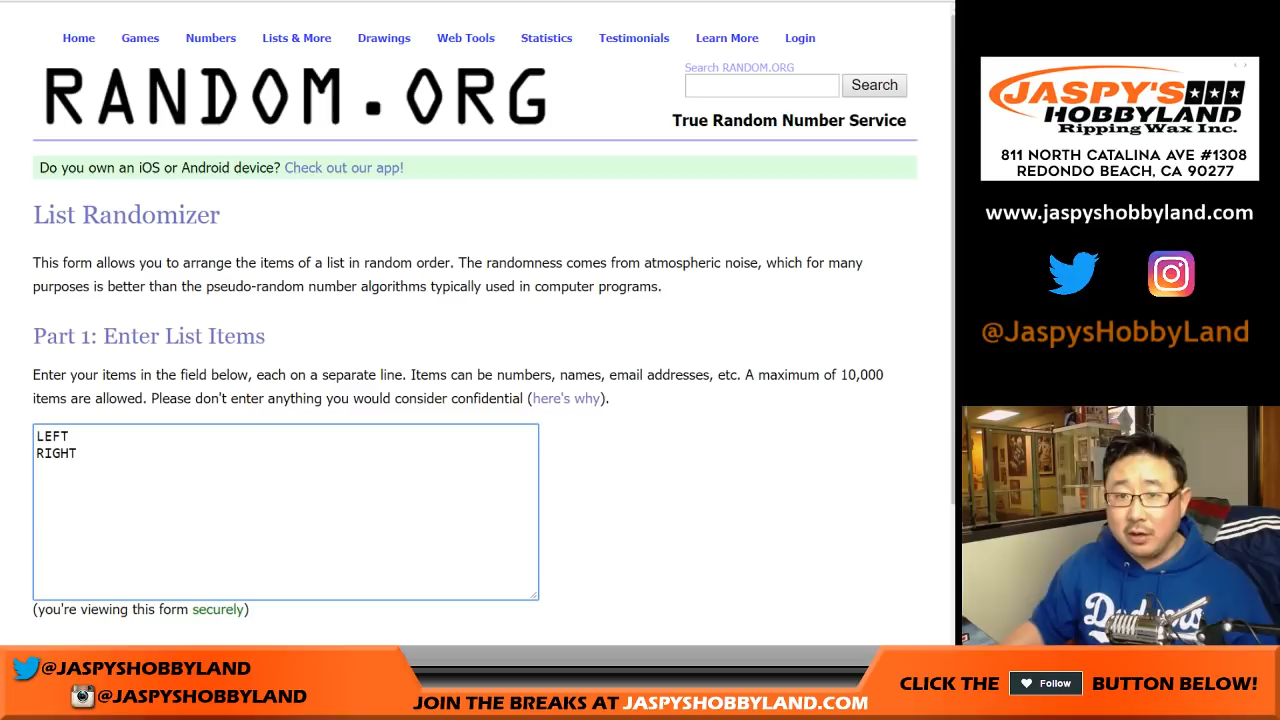 Home Games Numbers Lists & More Drawings Web Tools Statistics Testimonials Learn More Login
RANDOM.ORG
Search RANDOM.ORG
Search
True Random Number Service
Do you own an iOS or Android device? Check out our app!
List Randomizer
This form allows you to arrange the items of a list in random order. The randomness comes from atmospheric noise, which for many
purposes is better than the pseudo-random number algorithms typically used in computer programs.
Part 1: Enter List Items
Enter your items in the field below, each on a separate line. Items can be numbers, names, email addresses, etc. A maximum of 10,000
items are allowed. Please don't enter anything you would consider confidential (here's why).
LEFT
RIGHT
(you're viewing this form securely)
JASPY'S
HOBBYLAND
Ripping Wax Inc.
811 NORTH CATALINA AVE #1308
REDONDO BEACH, CA 90277
www.jaspyshobbyland.com
@JaspysHobbyLand
Dodgers
@JASPYSHOBBYLAND
@JASPYSHOBBYLAND
JOIN THE BREAKS AT JASPYSHOBBYLAND.COM
CLICK THE Follow BUTTON BELOW!